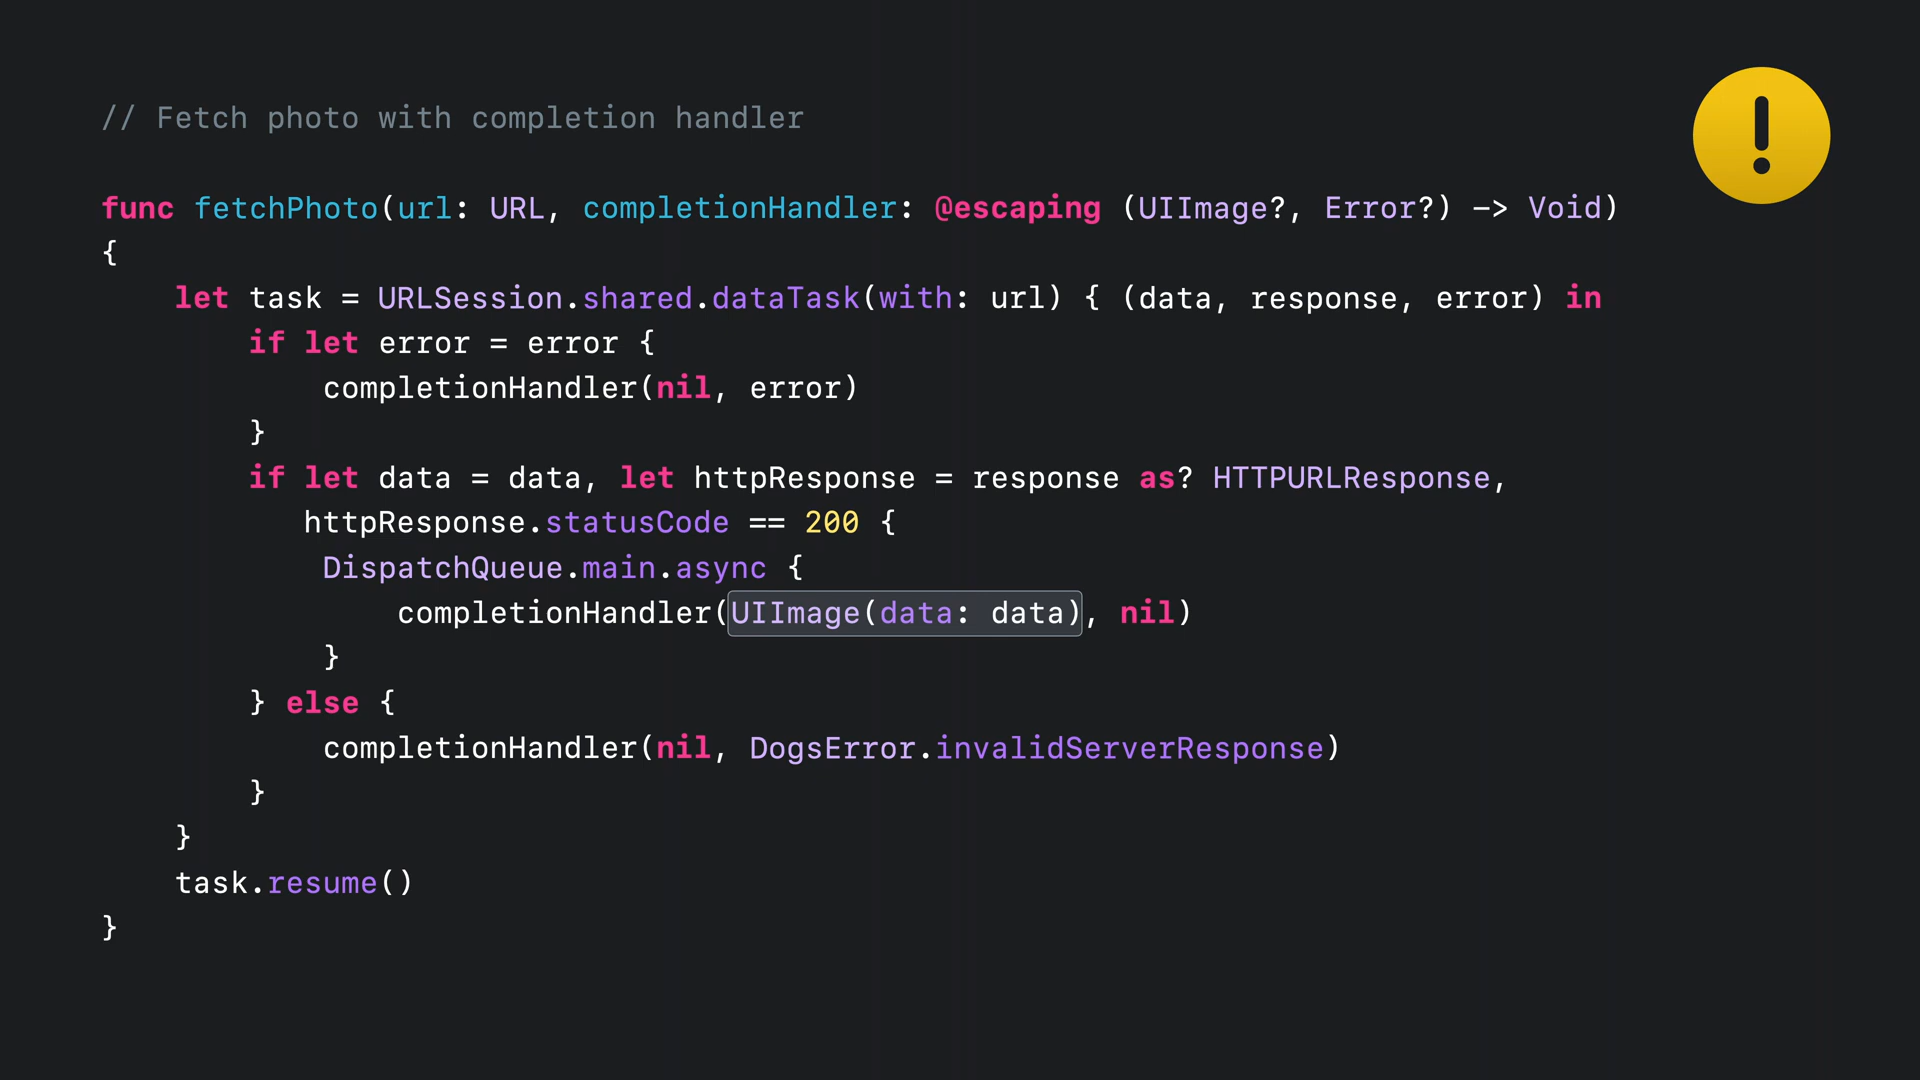 // Fetch photo with completion handler
func fetchPhoto(url: URL, completionHandler: @escaping (UIImage?, Error?) -> Void)
{
    let task = URLSession.shared.dataTask(with: url) { (data, response, error) in
        if let error = error {
            completionHandler(nil, error)
        }
        if let data = data, let httpResponse = response as? HTTPURLResponse,
           httpResponse.statusCode == 200 {
            DispatchQueue.main.async {
                completionHandler(UIImage(data: data), nil)
            }
        } else {
            completionHandler(nil, DogsError.invalidServerResponse)
        }
    }
    task.resume()
}